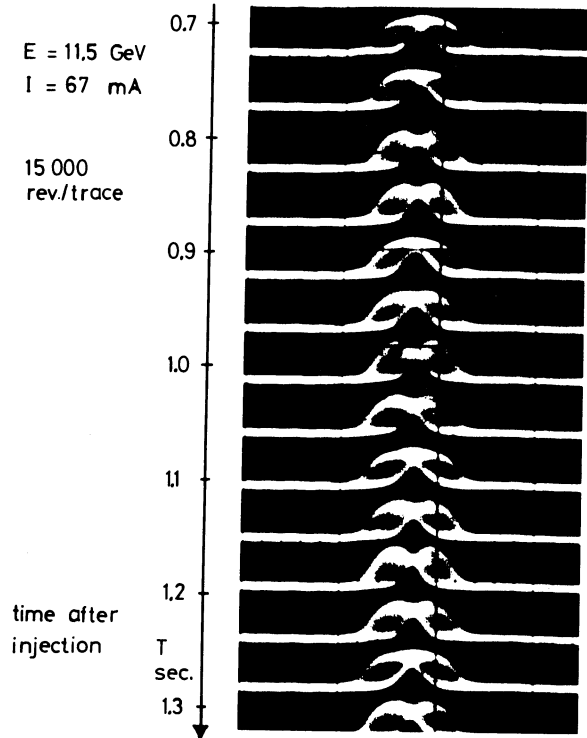 0.7
E = 11.5 GeV
I = 67 mA
0.8
15 000
rev./trace
0.9
1.0
1.1
1.2
time after
injection
T
sec.
1.3